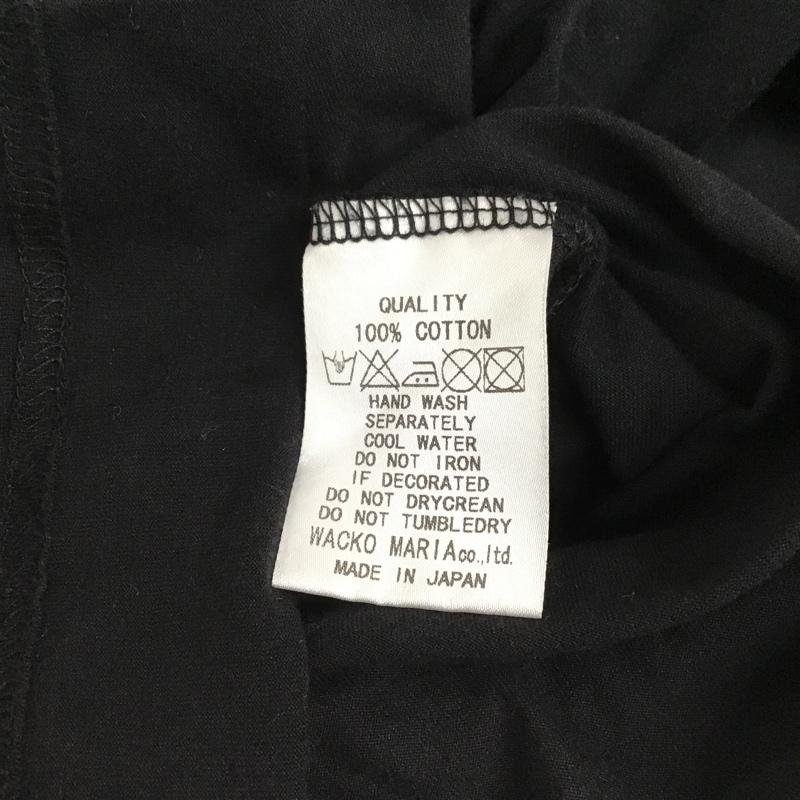 QUALITY
100% COTTON
HAND WASH
SEPARATELY
COOL WATER
DO NOT IRON
IF DECORATED
DO NOT DRYCREAN
DO NOT TUMBLEDRY
WACKO MARIA co.,ltd.
MADE IN JAPAN